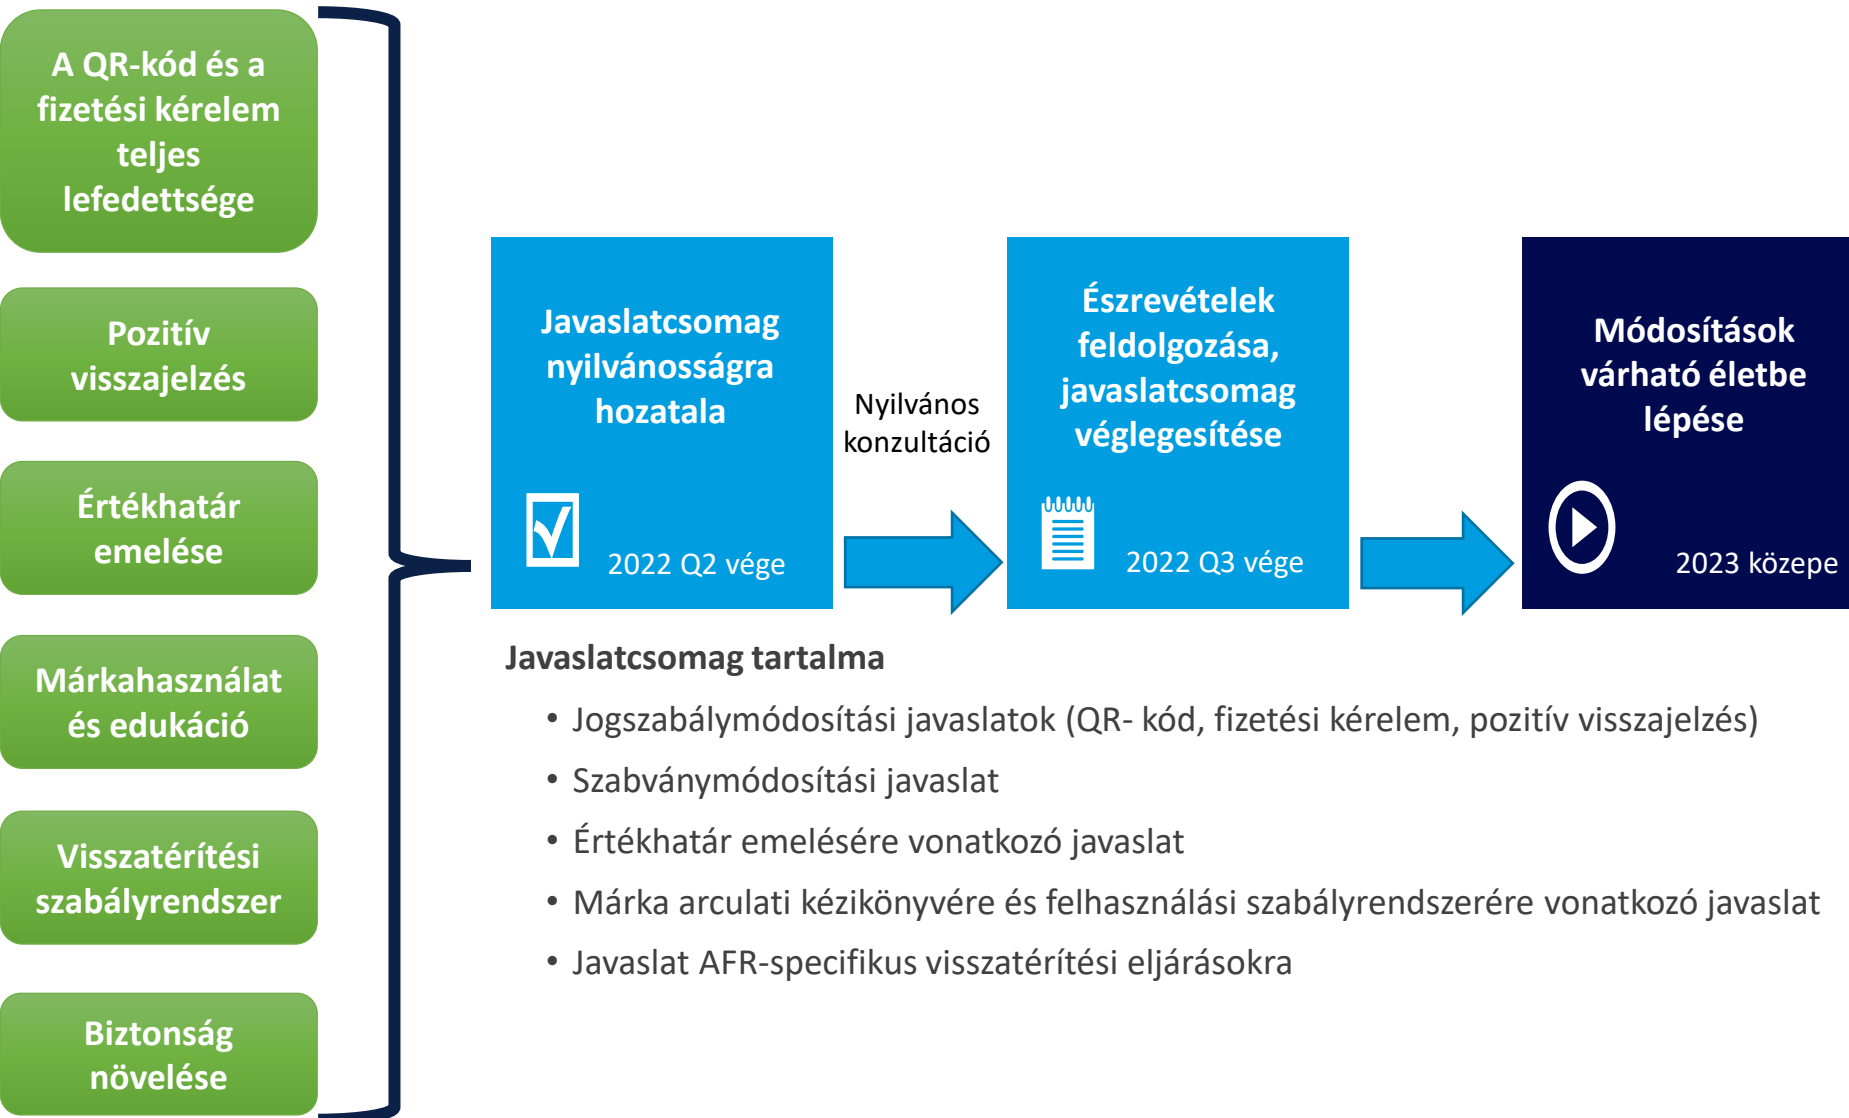 A QR-kód és a
fizetési kérelem
teljes
lefedettsége
Pozitív
visszajelzés
Értékhatár
emelése
Márkahasználat
és edukáció
Visszatérítési
szabályrendszer
Biztonság
növelése
Javaslatcsomag
nyilvánosságra
hozatala
2022 Q2 vége
Nyilvános
konzultáció
Észrevételek
feldolgozása,
javaslatcsomag
véglegesítése
2022 Q3 vége
Módosítások
várható életbe
lépése
2023 közepe
Javaslatcsomag tartalma
• Jogszabálymódosítási javaslatok (QR- kód, fizetési kérelem, pozitív visszajelzés)
• Szabványmódosítási javaslat
• Értékhatár emelésére vonatkozó javaslat
• Márka arculati kézikönyvére és felhasználási szabályrendszerére vonatkozó javaslat
• Javaslat AFR-specifikus visszatérítési eljárásokra